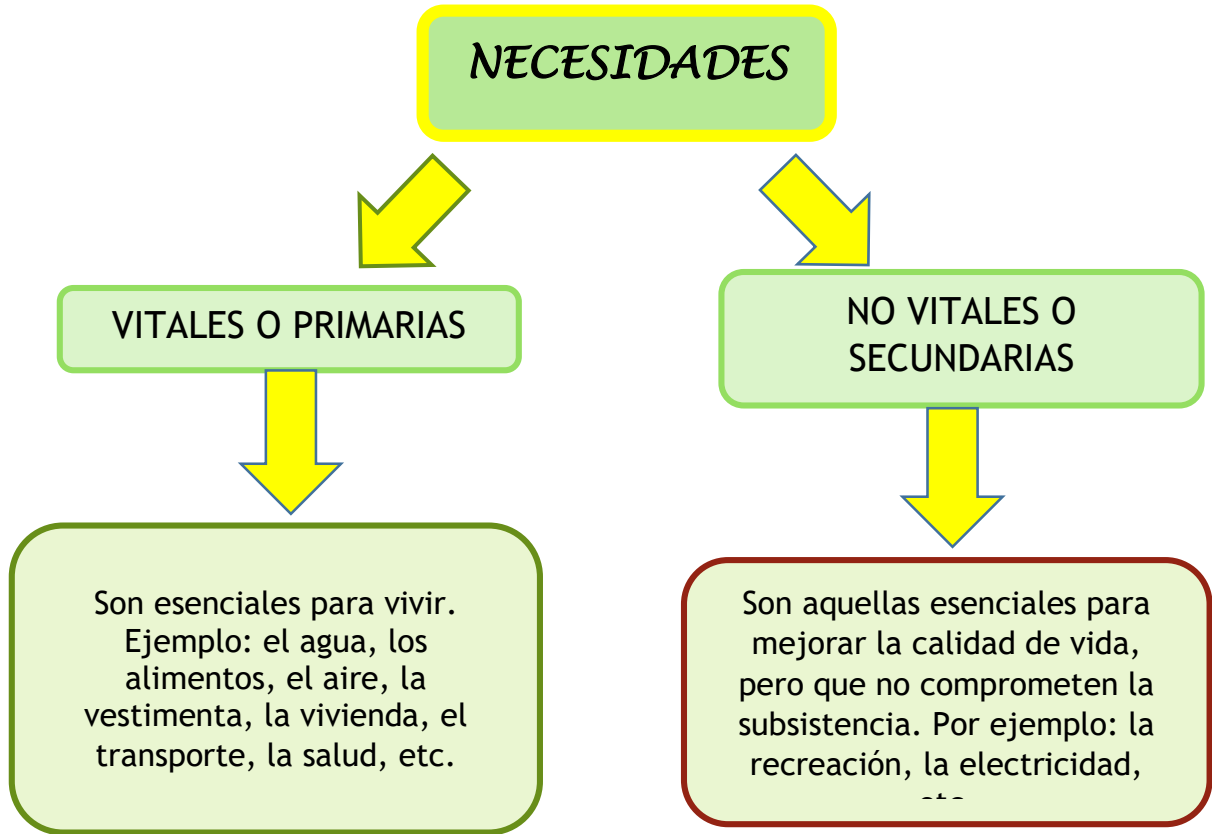 NECESIDADES
VITALES O PRIMARIAS
NO VITALES O
SECUNDARIAS
Son esenciales para vivir.
Ejemplo: el agua, los
alimentos, el aire, la
vestimenta, la vivienda, el
transporte, la salud, etc.
Son aquellas esenciales para
mejorar la calidad de vida,
pero que no comprometen la
subsistencia. Por ejemplo: la
recreación, la electricidad,